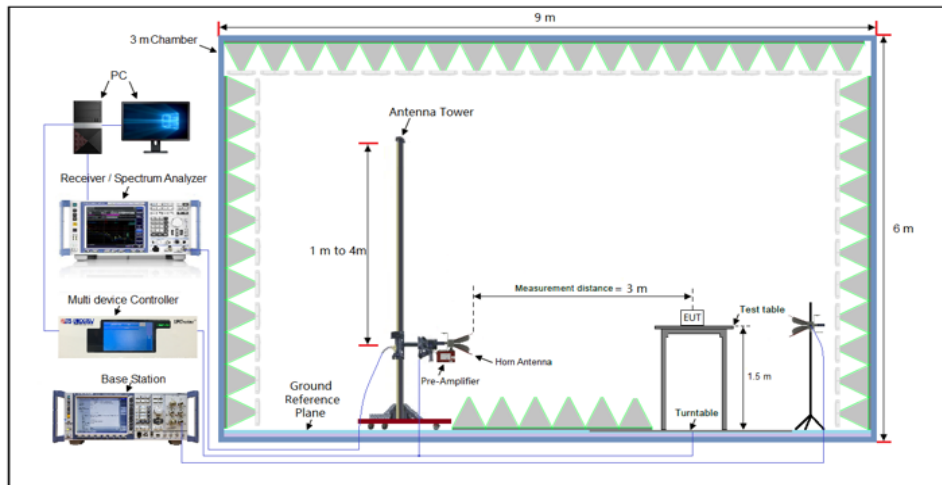 9 m
3 m Chamber
PC
Antenna Tower
Receiver / Spectrum Analyzer
1 m to 4m
6 m
Measurement distance = 3 m
Multi device Controller
EUT
Test table
Horn Antenna
Pre-Amplifier
1.5 m
Base Station
Ground
Reference
Plane
Turntable